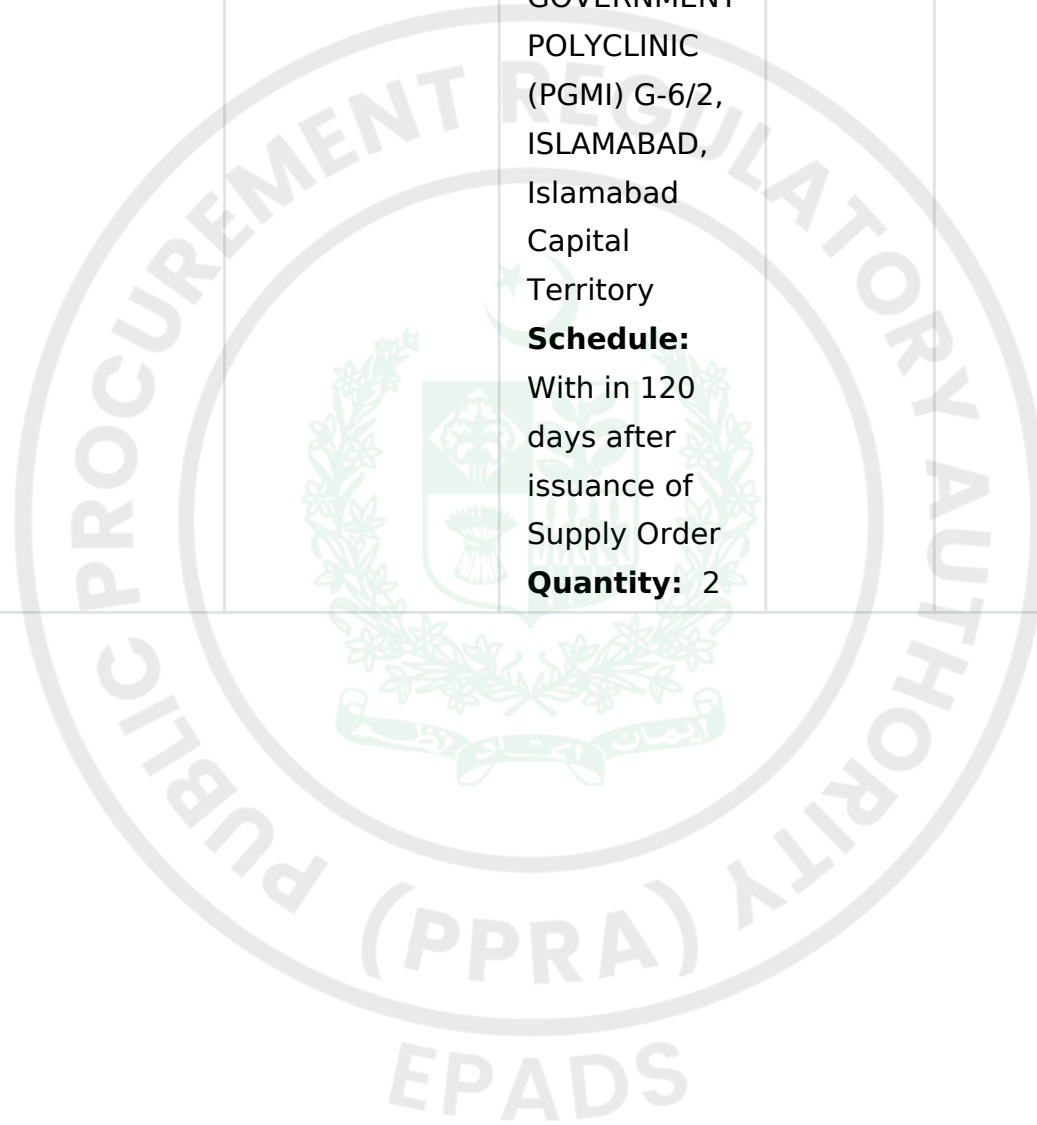 GOVERNMENT
POLYCLINIC
(PGMI) G-6/2,
ISLAMABAD,
Islamabad
Capital
Territory
Schedule:
With in 120
days after
issuance of
Supply Order
Quantity: 2
PUBLIC PROCUREMENT REGULATORY AUTHORITY
(PPRA)
EPADS